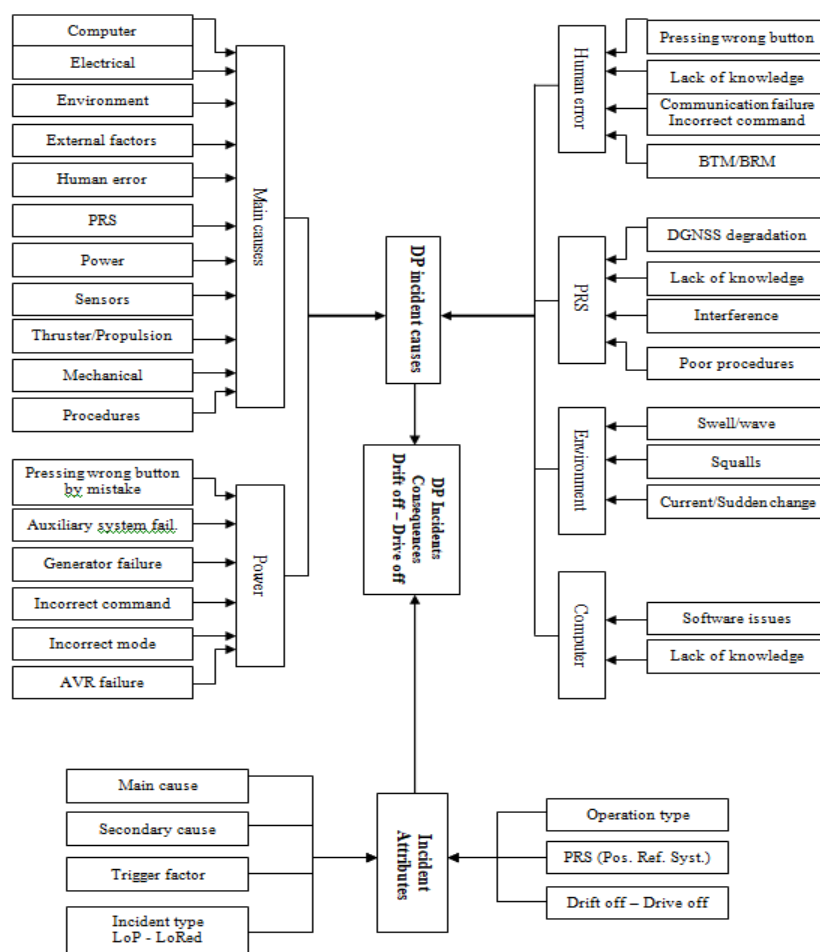 Computer
Electrical
Environment
External factors
Human error
PRS
Power
Sensors
Thruster/Propulsion
Mechanical
Procedures
Main causes
Pressing wrong button
by mistake
Auxiliary system fail.
Generator failure
Incorrect command
Incorrect mode
AVR failure
Power
DP incident causes
DP Incidents
Consequences
Drift off – Drive off
Human error
Pressing wrong button
Lack of knowledge
Communication failure
Incorrect command
BTM/BRM
PRS
DGNSS degradation
Lack of knowledge
Interference
Poor procedures
Environment
Swell/wave
Squalls
Current/Sudden change
Computer
Software issues
Lack of knowledge
Main cause
Secondary cause
Trigger factor
Incident type
LoP - LoRed
Incident
Attributes
Operation type
PRS (Pos. Ref. Syst.)
Drift off – Drive off